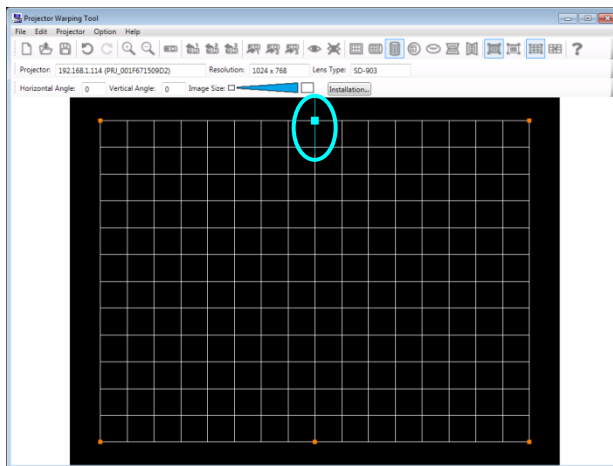 Projector Warping Tool
File Edit Projector Option Help
?
Projector: 192.168.1.114 (PRJ_001F671509D2) Resolution: 1024 x 768 Lens Type: SD-903
Horizontal Angle: 0 Vertical Angle: 0 Image Size: Installation...